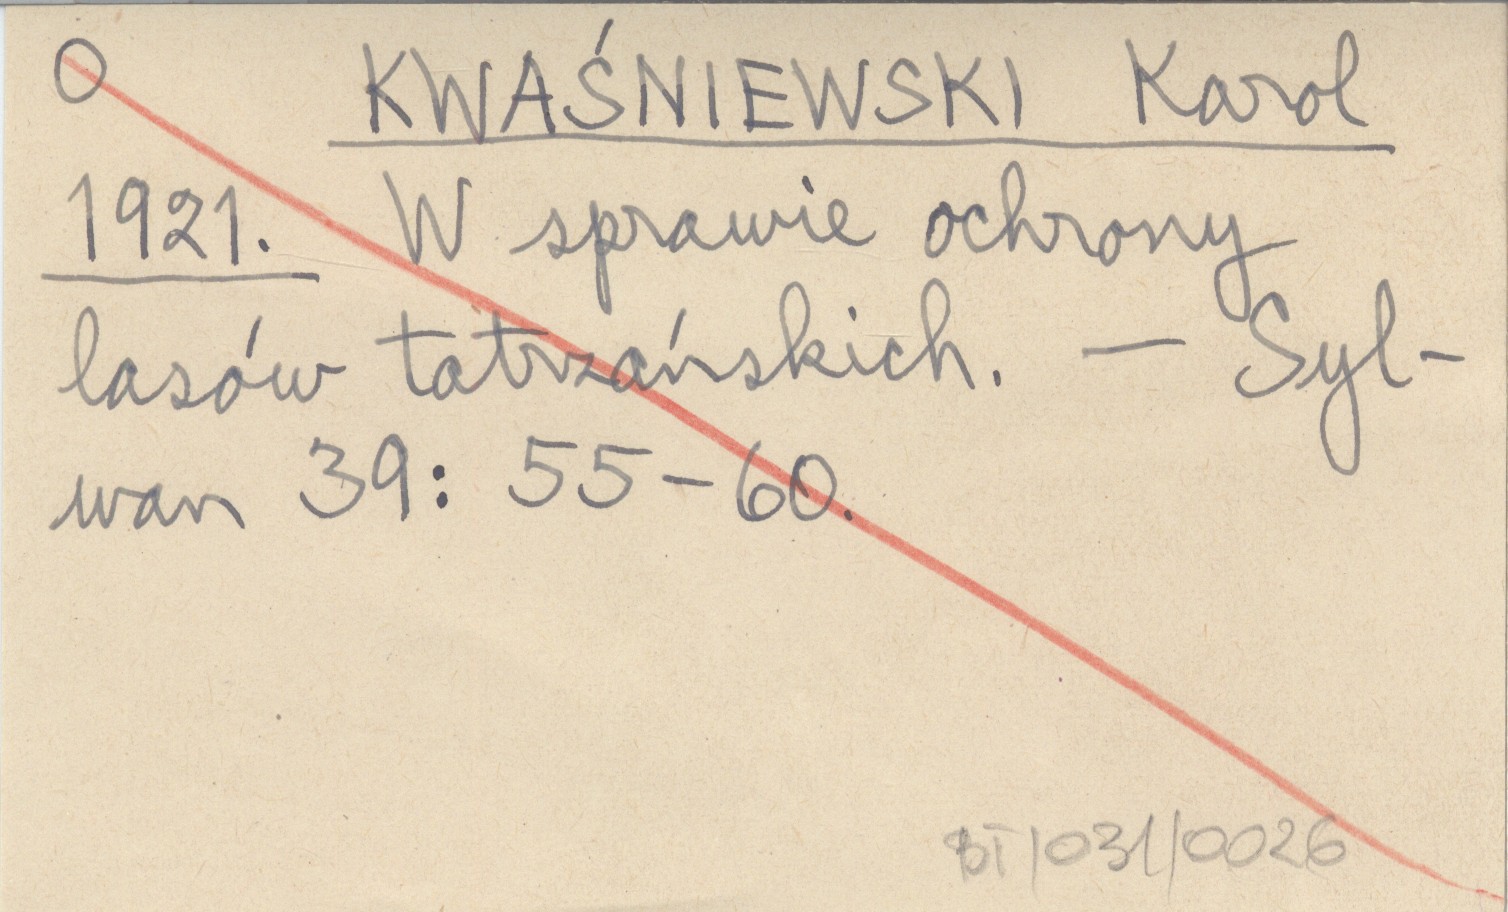 O KWAŚNIEWSKI Karol
1921. W sprawie ochrony
lasów tatrzańskich. — Syl-
wan 39: 55-60.
BT/031/0026